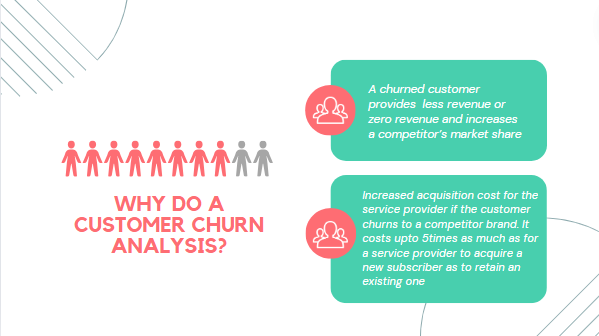 WHY DO A
CUSTOMER CHURN
ANALYSIS?
A churned customer
provides less revenue or
zero revenue and increases
a competitor's market share
Increased acquisition cost for the
service provider if the customer
churns to a competitor brand. It
costs upto 5times as much as for
a service provider to acquire a
new subscriber as to retain an
existing one